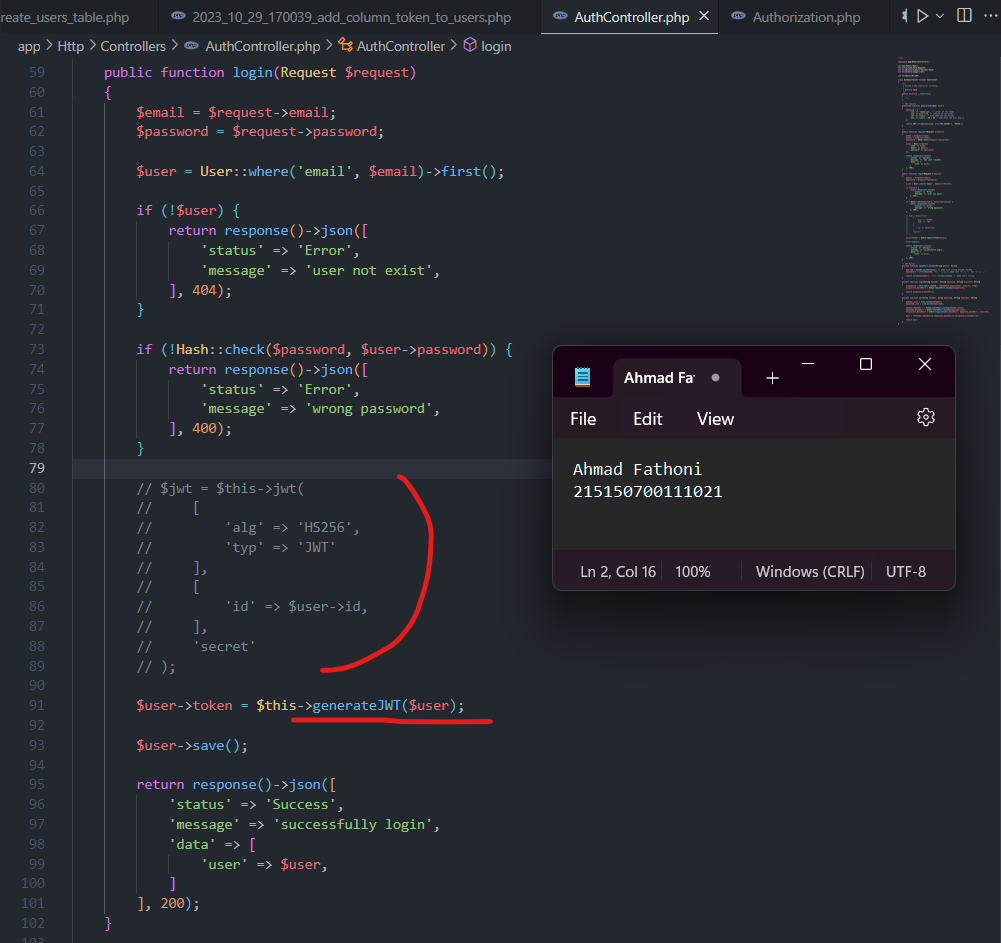 reate_users_table.php
2023_10_29_170039_add_column_token_to_users.php
AuthController.php
Authorization.php
app > Http > Controllers > AuthController.php > AuthController > login
59 public function login(Request $request)
60 {
61 $email = $request->email;
62 $password = $request->password;
63
64 $user = User::where('email', $email)->first();
65
66 if (!$user) {
67 return response()->json([
68 'status' => 'Error',
69 'message' => 'user not exist',
70 ], 404);
71 }
72
73 if (!Hash::check($password, $user->password)) {
74 return response()->json([
75 'status' => 'Error',
76 'message' => 'wrong password',
77 ], 400);
78 }
79
80 // $jwt = $this->jwt(
81 // [
82 // 'alg' => 'HS256',
83 // 'typ' => 'JWT'
84 // ],
85 // [
86 // 'id' => $user->id,
87 // ],
88 // 'secret'
89 // );
90
91 $user->token = $this->generateJWT($user);
92
93 $user->save();
94
95 return response()->json([
96 'status' => 'Success',
97 'message' => 'successfully login',
98 'data' => [
99 'user' => $user,
100 ]
101 ], 200);
102 }
103
Ahmad Fat
File Edit View
Ahmad Fathoni
215150700111021
Ln 2, Col 16 100% Windows (CRLF) UTF-8